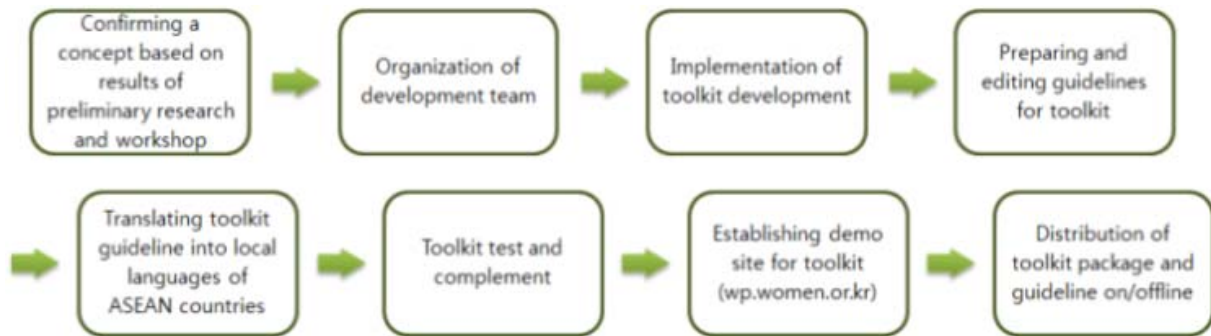 Confirming a
concept based on
results of
preliminary research
and workshop
Organization of
development team
Implementation of
toolkit development
Preparing and
editing guidelines
for toolkit
Translating toolkit
guideline into local
languages of
ASEAN countries
Toolkit test and
complement
Establishing demo
site for toolkit
(wp.women.or.kr)
Distribution of
toolkit package and
guideline on/offline